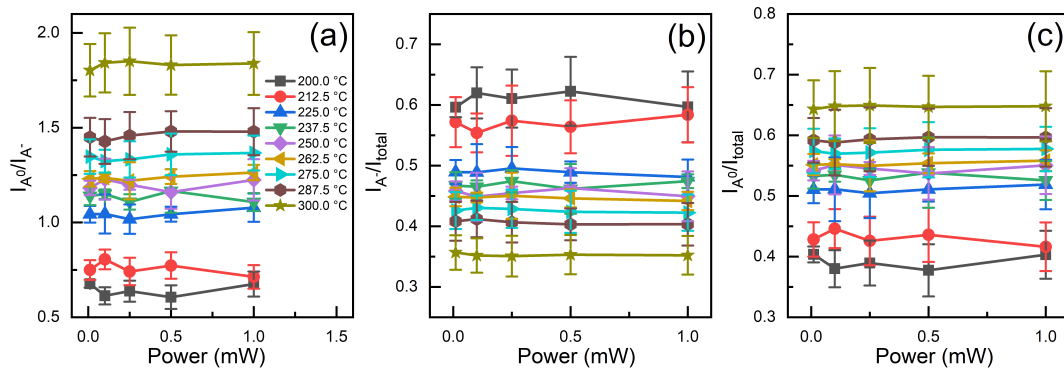 (a)
2.0
1.5
1.0
0.5
I_A⁰/I_A⁻
200.0 °C
212.5 °C
225.0 °C
237.5 °C
250.0 °C
262.5 °C
275.0 °C
287.5 °C
300.0 °C
0.0 0.5 1.0 1.5
Power (mW)
(b)
0.7
0.6
0.5
0.4
0.3
I_A⁻/I_total
0.0 0.5 1.0
Power (mW)
(c)
0.8
0.7
0.6
0.5
0.4
0.3
I_A⁰/I_total
0.0 0.5 1.0
Power (mW)